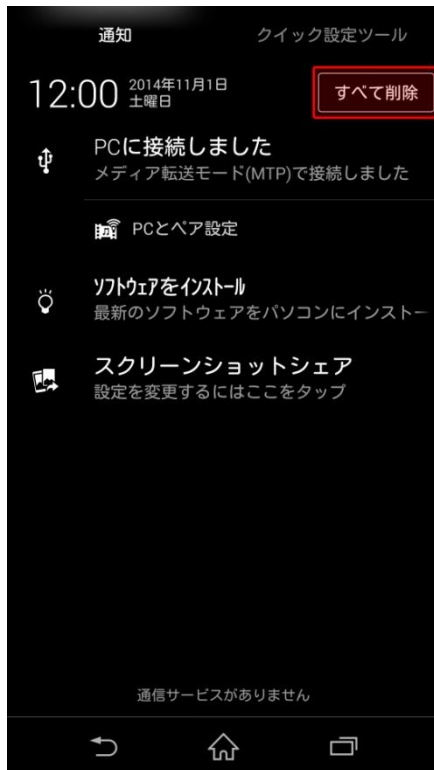 通知
クイック設定ツール
12:00
2014年11月1日
土曜日
すべて削除
PCに接続しました
メディア転送モード(MTP)で接続しました
PCとペア設定
ソフトウェアをインストール
最新のソフトウェアをパソコンにインストー
スクリーンショットシェア
設定を変更するにはここをタップ
通信サービスがありません